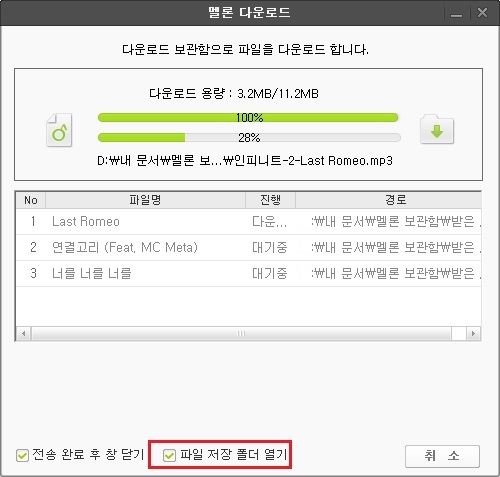 멜론 다운로드
다운로드 보관함으로 파일을 다운로드 합니다.
다운로드 용량 : 3.2MB/11.2MB
100%
28%
D:₩내 문서₩멜론 보...₩인피니트-2-Last Romeo.mp3
No 파일명 진행 경로
1 Last Romeo 다운... :₩내 문서₩멜론 보관함₩받은
2 연결고리 (Feat. MC Meta) 대기중 :₩내 문서₩멜론 보관함₩받은
3 너를 너를 너를 대기중 :₩내 문서₩멜론 보관함₩받은
전송 완료 후 창 닫기 파일 저장 폴더 열기 취 소